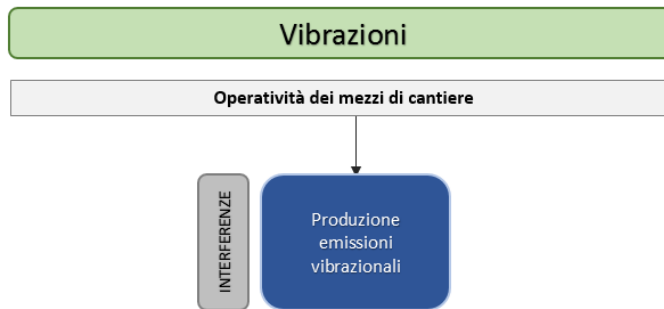 Vibrazioni
Operatività dei mezzi di cantiere
INTERFERENZE
Produzione
emissioni
vibrazionali